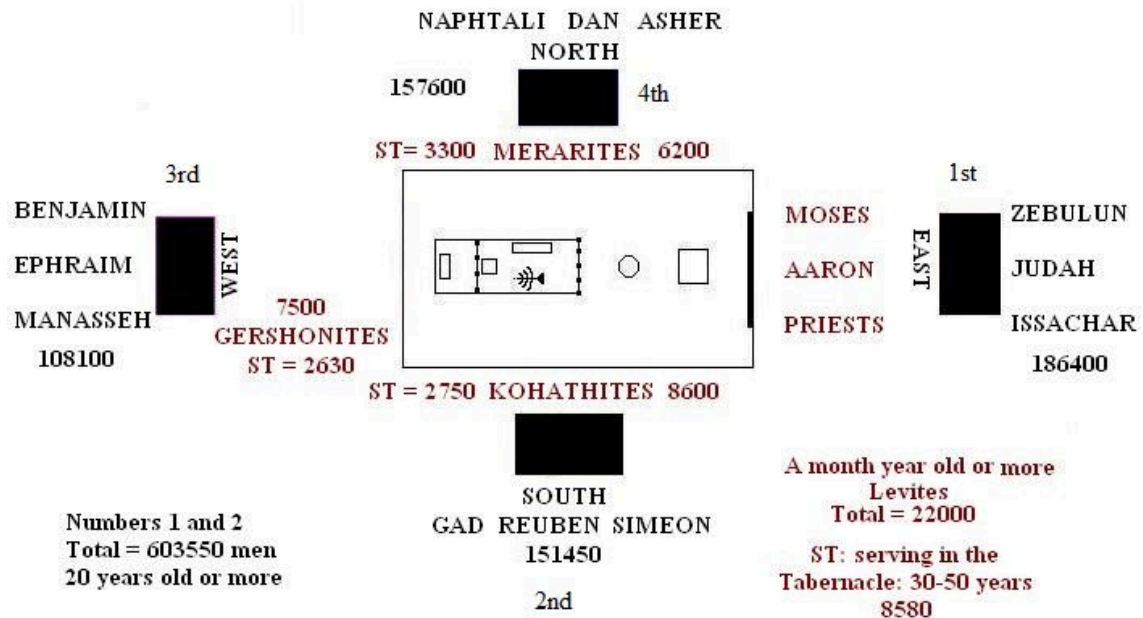 NAPHTALI DAN ASHER
NORTH
157600
4th
ST= 3300 MERARITES 6200
3rd
BENJAMIN
EPHRAIM
MANASSEH
108100
WEST
7500
GERSHONITES
ST = 2630
MOSES
AARON
PRIESTS
1st
EAST
ZEBULUN
JUDAH
ISSACHAR
186400
ST = 2750 KOHATHITES 8600
SOUTH
GAD REUBEN SIMEON
151450
2nd
Numbers 1 and 2
Total = 603550 men
20 years old or more
A month year old or more
Levites
Total = 22000
ST: serving in the
Tabernacle: 30-50 years
8580